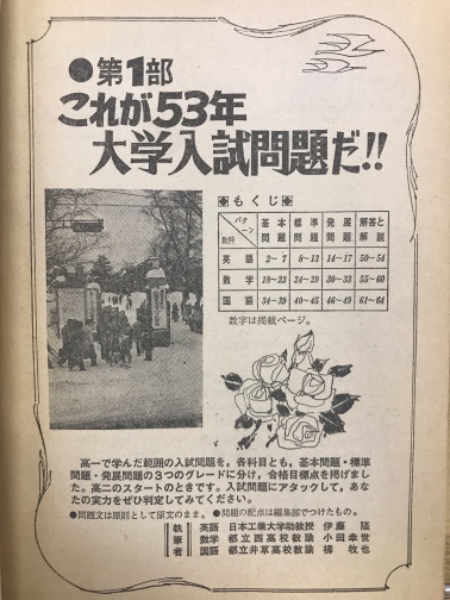 ●第1部
これが53年
大学入試問題だ!!
◆もくじ◆
パターン 教科 基本問題 標準問題 発展問題 解答と解説
英語 2~7 8~13 14~17 50~54
数学 18~23 24~29 30~33 55~60
国語 34~39 40~45 46~49 61~64
数字は掲載ページ。
高一で学んだ範囲の入試問題を，各科目とも，基本問題・標準
問題・発展問題の3つのグレードに分け，合格目標点を掲げまし
た。高二のスタートのときです。入試問題にアタックして，あな
たの実力をぜひ判定してみてください。
●問題文は原則として原文のまま。 ●問題の配点は編集部でつけたもの。
執筆者
英語 日本工業大学助教授 伊藤 隆
数学 都立西高校教諭 小田幸世
国語 都立井草高校教諭 柳 牧也